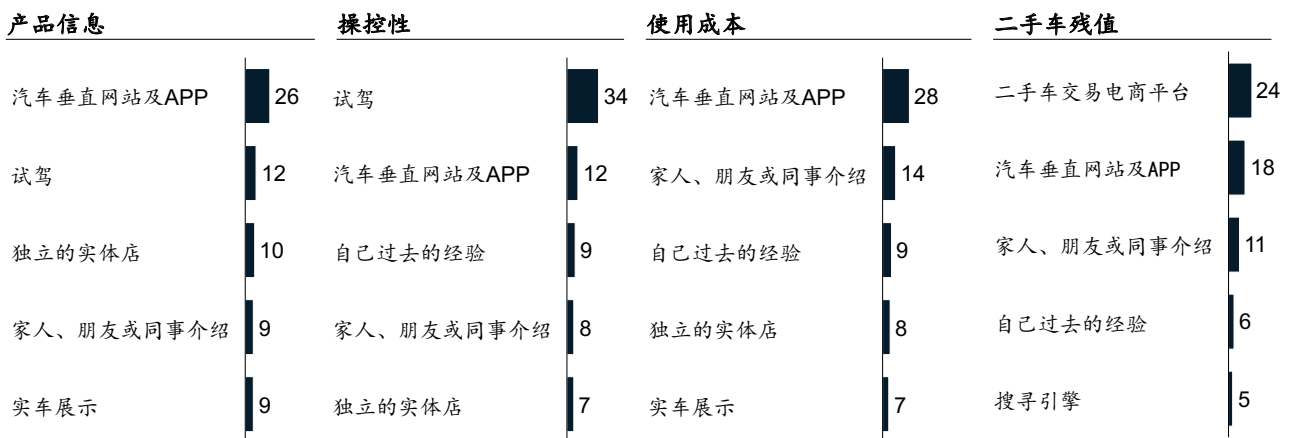 产品信息
汽车垂直网站及APP 26
试驾 12
独立的实体店 10
家人、朋友或同事介绍 9
实车展示 9
操控性
试驾 34
汽车垂直网站及APP 12
自己过去的经验 9
家人、朋友或同事介绍 8
独立的实体店 7
使用成本
汽车垂直网站及APP 28
家人、朋友或同事介绍 14
自己过去的经验 9
独立的实体店 8
实车展示 7
二手车残值
二手车交易电商平台 24
汽车垂直网站及APP 18
家人、朋友或同事介绍 11
自己过去的经验 6
搜寻引擎 5